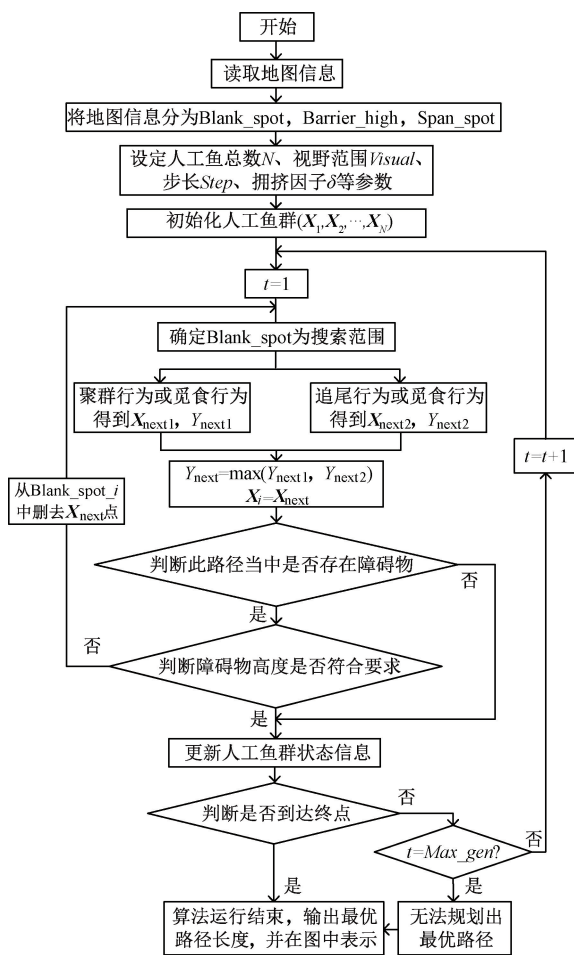 开始
读取地图信息
将地图信息分为Blank_spot，Barrier_high，Span_spot
设定人工鱼总数N、视野范围Visual、
步长Step、拥挤因子δ等参数
初始化人工鱼群(X1,X2,⋯,XN)
t=1
确定Blank_spot为搜索范围
聚群行为或觅食行为
得到Xnext1，Ynext1
追尾行为或觅食行为
得到Xnext2，Ynext2
t=t+1
Ynext=max(Ynext1，Ynext2)
Xi=Xnext
从Blank_spot_i
中删去Xnext点
判断此路径当中是否存在障碍物
否
是
否
判断障碍物高度是否符合要求
是
更新人工鱼群状态信息
判断是否到达终点
否
t=Max_gen?
否
是
是
算法运行结束，输出最优
路径长度，并在图中表示
无法规划出
最优路径